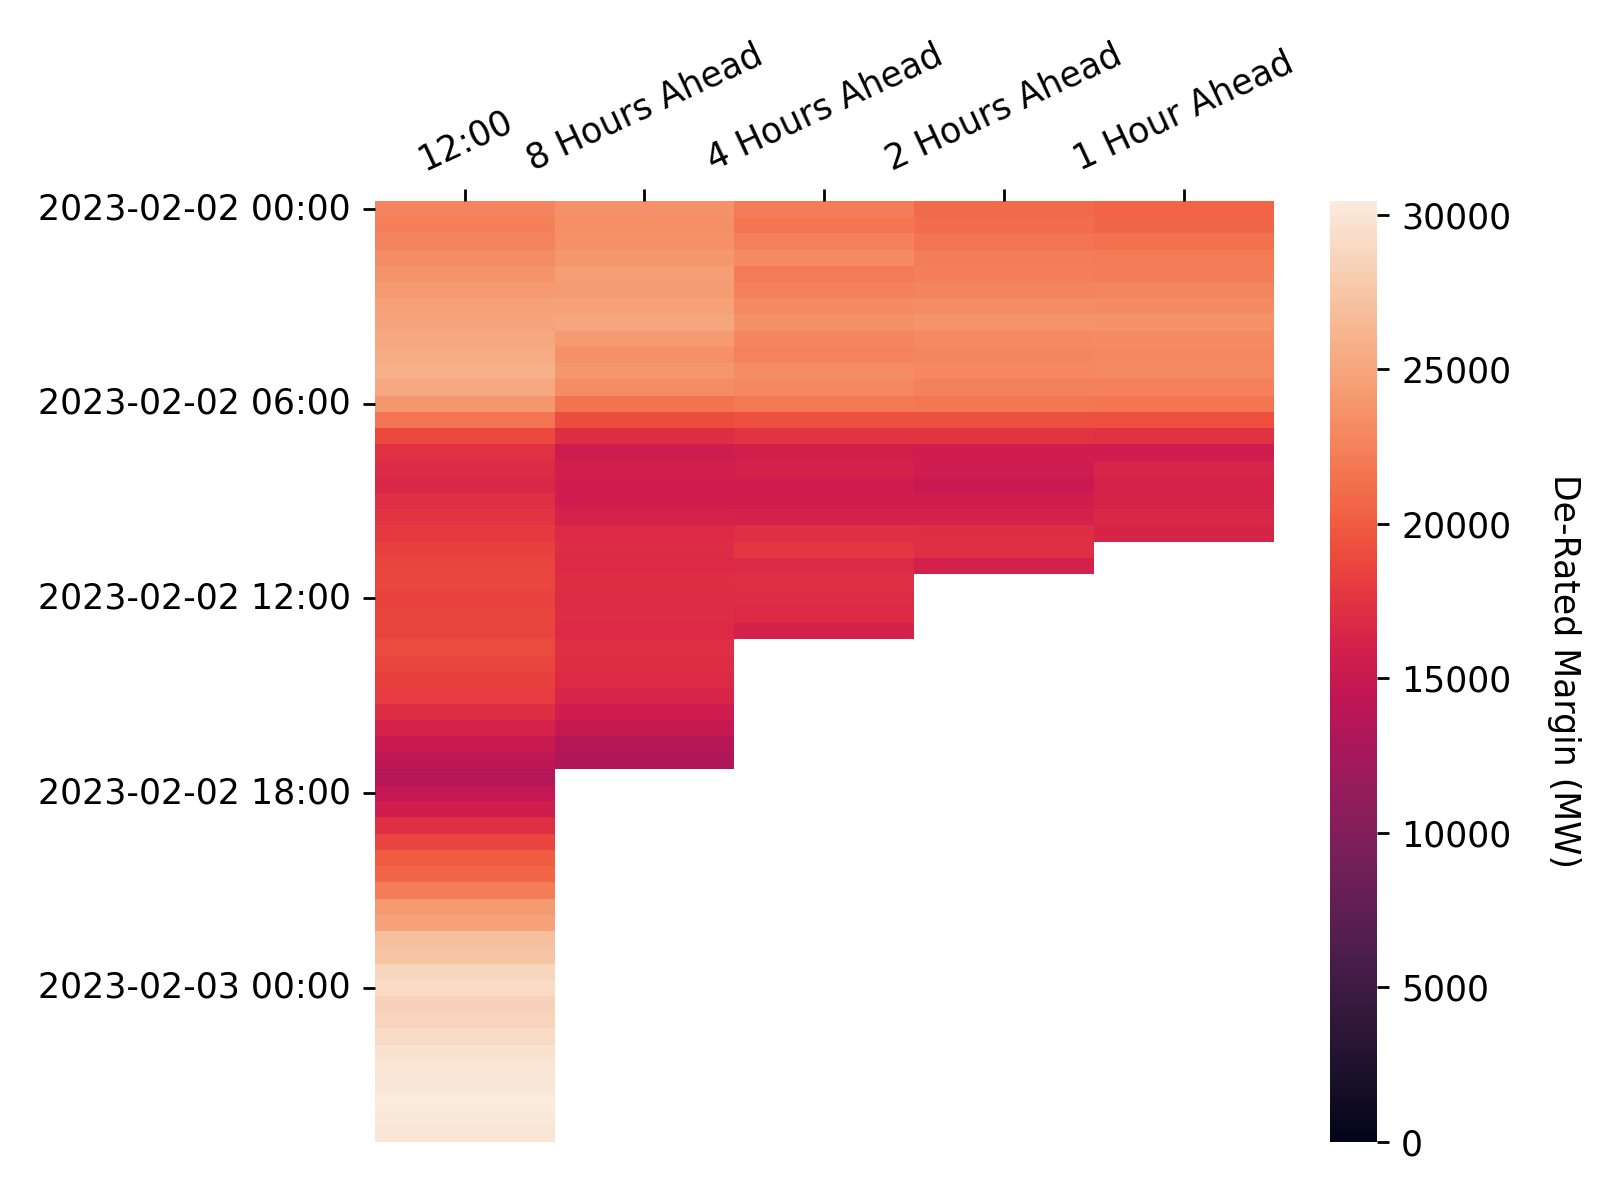 12:00
8 Hours Ahead
4 Hours Ahead
2 Hours Ahead
1 Hour Ahead
2023-02-02 00:00
2023-02-02 06:00
2023-02-02 12:00
2023-02-02 18:00
2023-02-03 00:00
30000
25000
20000
15000
10000
5000
0
De-Rated Margin (MW)